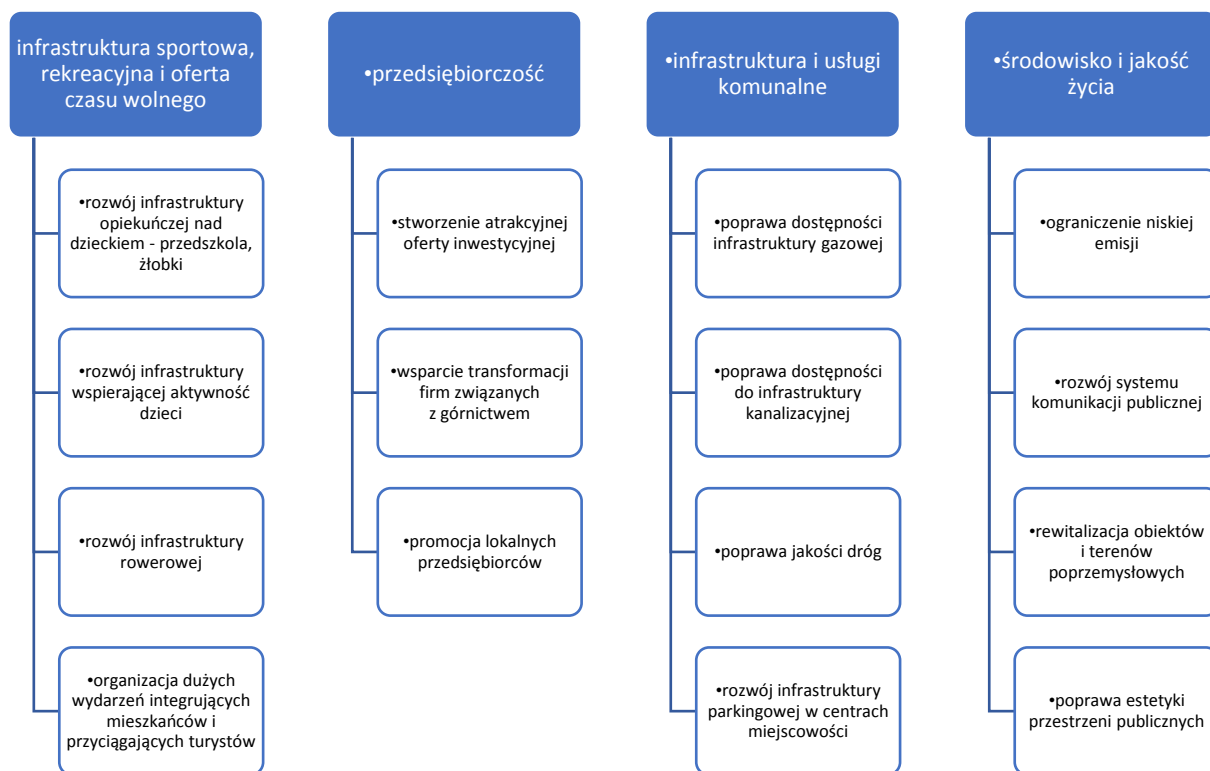 infrastruktura sportowa,
rekreacyjna i oferta
czasu wolnego
•rozwój infrastruktury
opiekuńczej nad
dzieckiem - przedszkola,
żłobki
•rozwój infrastruktury
wspierającej aktywność
dzieci
•rozwój infrastruktury
rowerowej
•organizacja dużych
wydarzeń integrujących
mieszkańców i
przyciągających turystów
•przedsiębiorczość
•stworzenie atrakcyjnej
oferty inwestycyjnej
•wsparcie transformacji
firm związanych
z górnictwem
•promocja lokalnych
przedsiębiorców
•infrastruktura i usługi
komunalne
•poprawa dostępności
infrastruktury gazowej
•poprawa dostępności
do infrastruktury
kanalizacyjnej
•poprawa jakości dróg
•rozwój infrastruktury
parkingowej w centrach
miejscowości
•środowisko i jakość
życia
•ograniczenie niskiej
emisji
•rozwój systemu
komunikacji publicznej
•rewitalizacja obiektów
i terenów
poprzemysłowych
•poprawa estetyki
przestrzeni publicznych